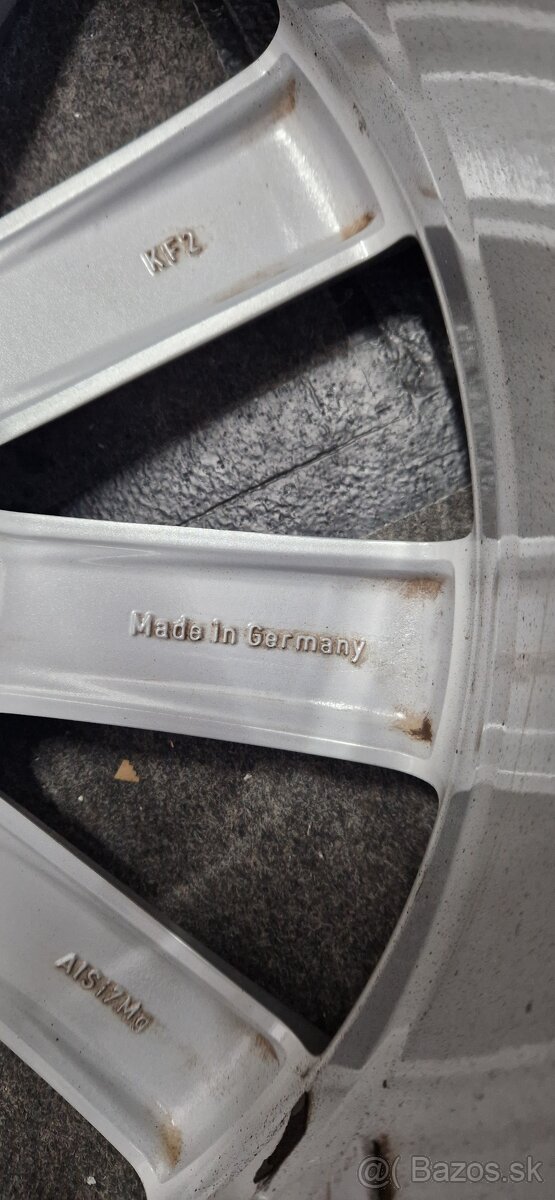 KF2
Made in Germany
AlSi7Mg
@( Bazos.sk